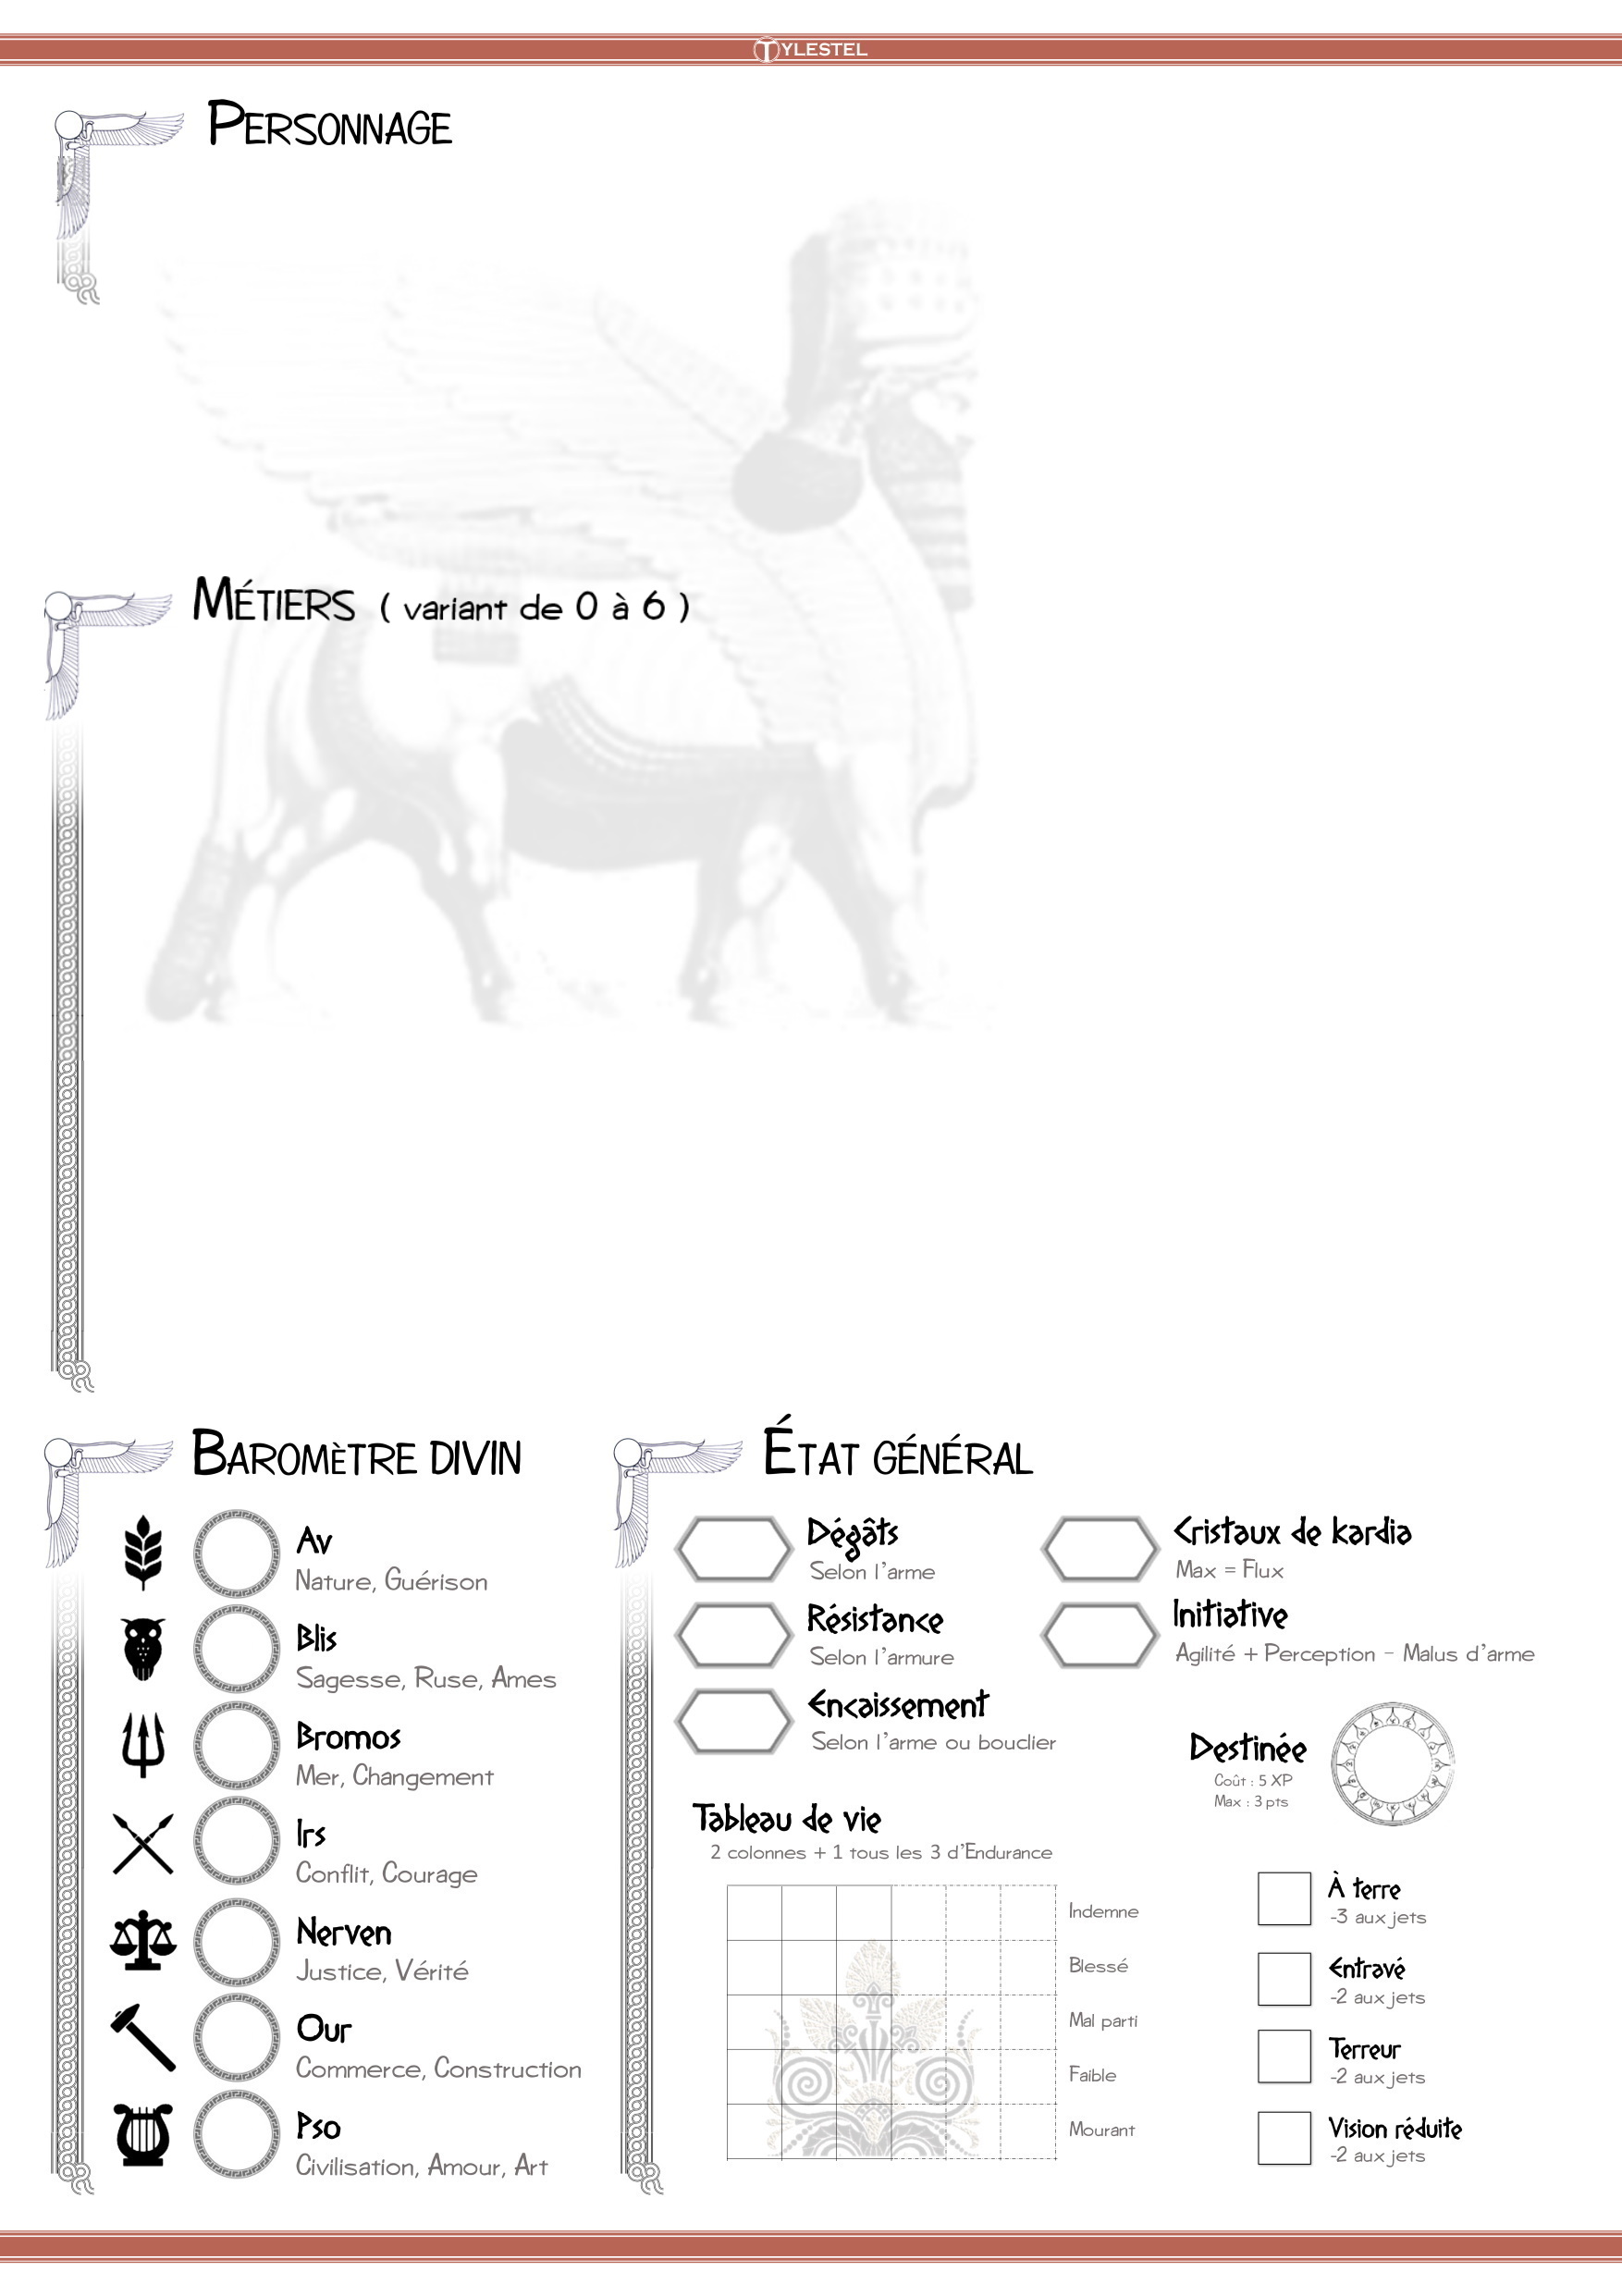 TYLESTEL
PERSONNAGE
MÉTIERS ( variant de 0 à 6 )
BAROMÈTRE DIVIN
Av
Nature, Guérison
Blis
Sagesse, Ruse, Ames
Bromos
Mer, Changement
Irs
Conflit, Courage
Nerven
Justice, Vérité
Our
Commerce, Construction
Pso
Civilisation, Amour, Art
ÉTAT GÉNÉRAL
Dégâts
Selon l'arme
Résistance
Selon l'armure
Encaissement
Selon l'arme ou bouclier
Cristaux de kardia
Max = Flux
Initiative
Agilité + Perception - Malus d'arme
Destinée
Coût : 5 XP
Max : 3 pts
Tableau de vie
2 colonnes + 1 tous les 3 d'Endurance
Indemne
Blessé
Mal parti
Faible
Mourant
À terre
-3 aux jets
Entravé
-2 aux jets
Terreur
-2 aux jets
Vision réduite
-2 aux jets